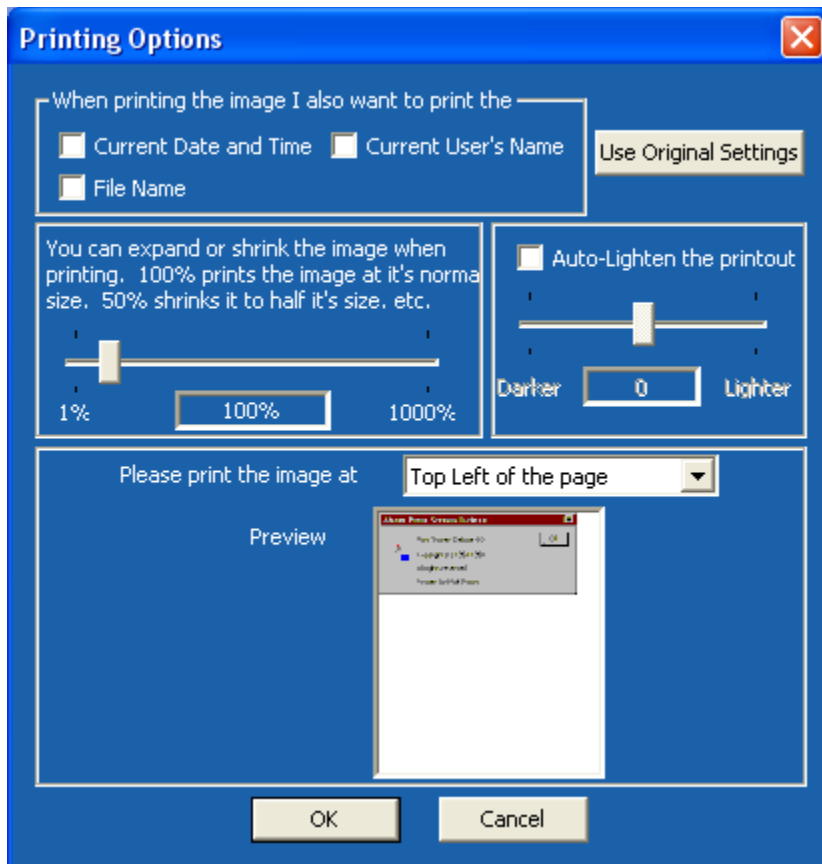 Printing Options
When printing the image I also want to print the
Current Date and Time
Current User's Name
File Name
Use Original Settings
You can expand or shrink the image when
printing. 100% prints the image at it's norma
size. 50% shrinks it to half it's size. etc.
1%
100%
1000%
Auto-Lighten the printout
Darker
0
Lighter
Please print the image at
Top Left of the page
Preview
OK
Cancel